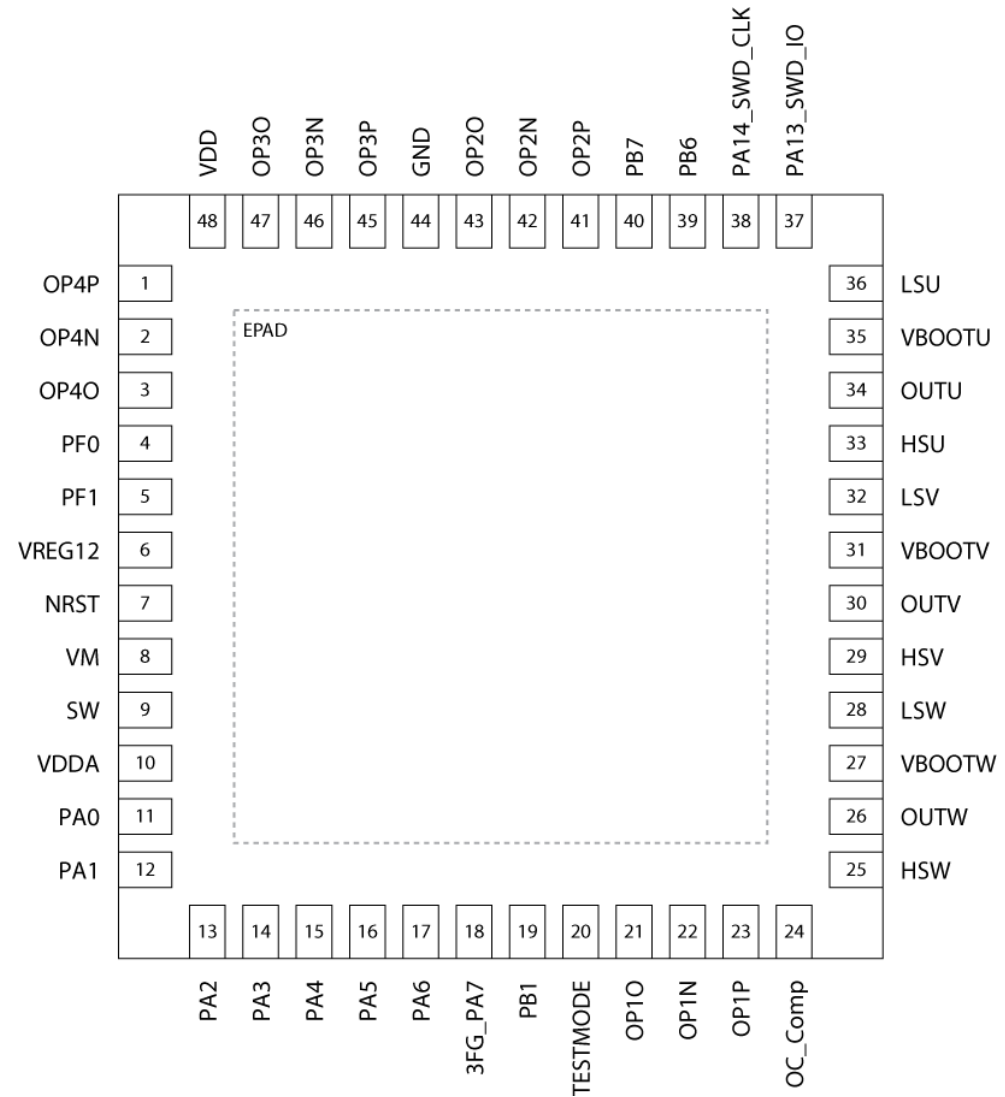 PA14_SWD_CLK
PA13_SWD_IO
VDD
OP3O
OP3N
OP3P
GND
OP2O
OP2N
OP2P
PB7
PB6
48 47 46 45 44 43 42 41 40 39 38 37
OP4P 1 36 LSU
EPAD
OP4N 2 35 VBOOTU
OP4O 3 34 OUTU
PF0 4 33 HSU
PF1 5 32 LSV
VREG12 6 31 VBOOTV
NRST 7 30 OUTV
VM 8 29 HSV
SW 9 28 LSW
VDDA 10 27 VBOOTW
PA0 11 26 OUTW
PA1 12 25 HSW
13 14 15 16 17 18 19 20 21 22 23 24
PA2
PA3
PA4
PA5
PA6
3FG_PA7
PB1
TESTMODE
OP1O
OP1N
OP1P
OC_Comp